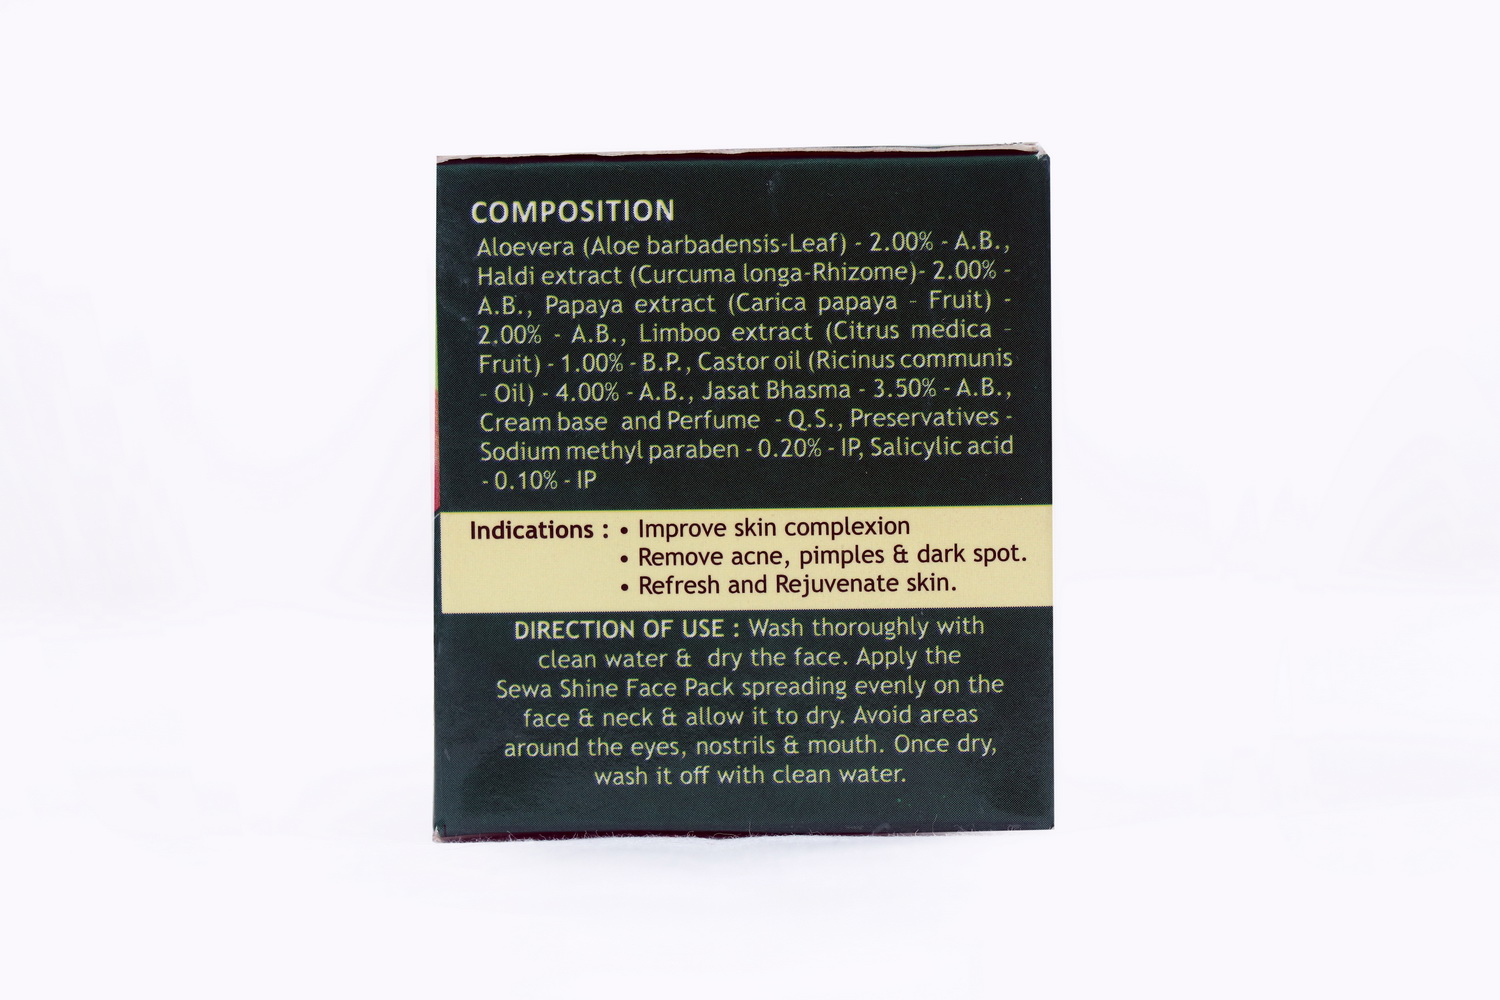 COMPOSITION
Aloevera (Aloe barbadensis-Leaf) - 2.00% - A.B.,
Haldi extract (Curcuma longa-Rhizome)- 2.00% -
A.B., Papaya extract (Carica papaya - Fruit) -
2.00% - A.B., Limboo extract (Citrus medica -
Fruit) - 1.00% - B.P., Castor oil (Ricinus communis
- Oil) - 4.00% - A.B., Jasat Bhasma - 3.50% - A.B.,
Cream base and Perfume - Q.S., Preservatives -
Sodium methyl paraben - 0.20% - IP, Salicylic acid
- 0.10% - IP
Indications : • Improve skin complexion
• Remove acne, pimples & dark spot.
• Refresh and Rejuvenate skin.
DIRECTION OF USE : Wash thoroughly with
clean water & dry the face. Apply the
Sewa Shine Face Pack spreading evenly on the
face & neck & allow it to dry. Avoid areas
around the eyes, nostrils & mouth. Once dry,
wash it off with clean water.